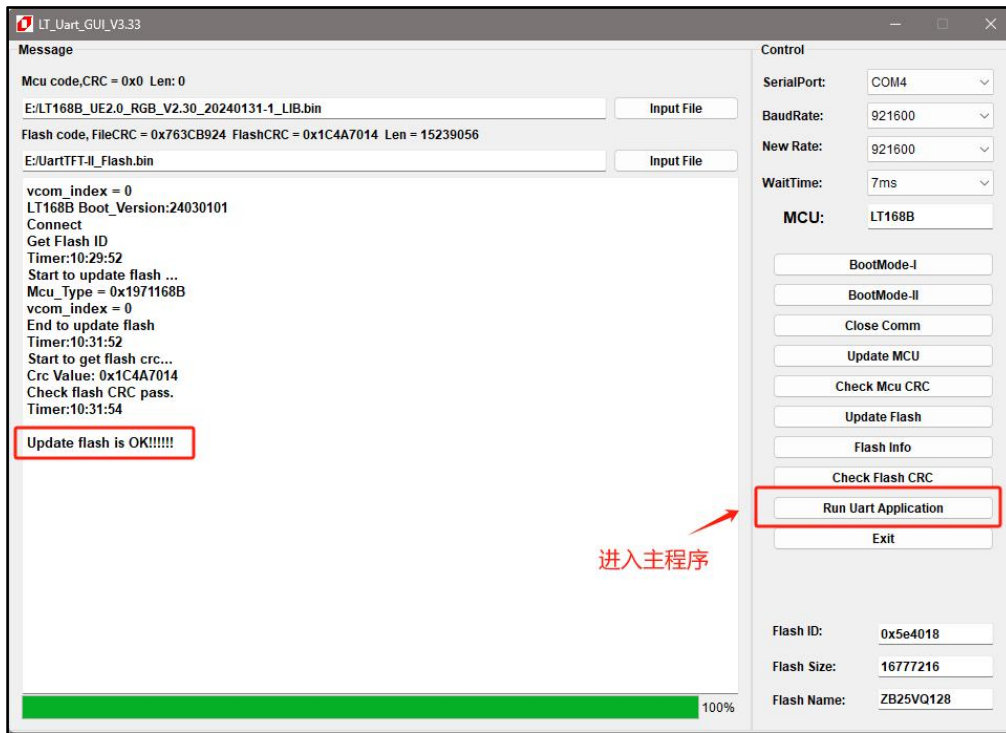 LT_Uart_GUI_V3.33
Message
Mcu code,CRC = 0x0 Len: 0
E:/LT168B_UE2.0_RGB_V2.30_20240131-1_LIB.bin
Input File
Flash code, FileCRC = 0x763CB924 FlashCRC = 0x1C4A7014 Len = 15239056
E:/UartTFT-II_Flash.bin
Input File
vcom_index = 0
LT168B Boot_Version:24030101
Connect
Get Flash ID
Timer:10:29:52
Start to update flash ...
Mcu_Type = 0x1971168B
vcom_index = 0
End to update flash
Timer:10:31:52
Start to get flash crc...
Crc Value: 0x1C4A7014
Check flash CRC pass.
Timer:10:31:54
Update flash is OK!!!!!!
100%
Control
SerialPort: COM4
BaudRate: 921600
New Rate: 921600
WaitTime: 7ms
MCU: LT168B
BootMode-I
BootMode-II
Close Comm
Update MCU
Check Mcu CRC
Update Flash
Flash Info
Check Flash CRC
Run Uart Application
进入主程序
Exit
Flash ID: 0x5e4018
Flash Size: 16777216
Flash Name: ZB25VQ128